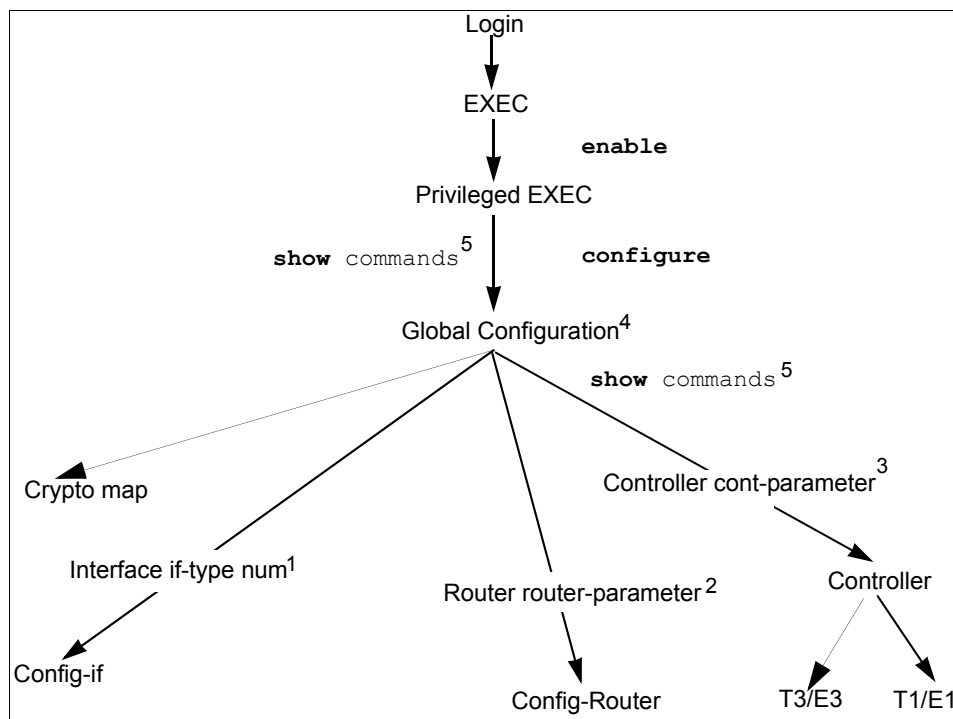 Login
EXEC
enable
Privileged EXEC
show commands5
configure
Global Configuration4
show commands5
Crypto map
Controller cont-parameter3
Interface if-type num1
Router router-parameter2
Controller
Config-if
Config-Router
T3/E3
T1/E1